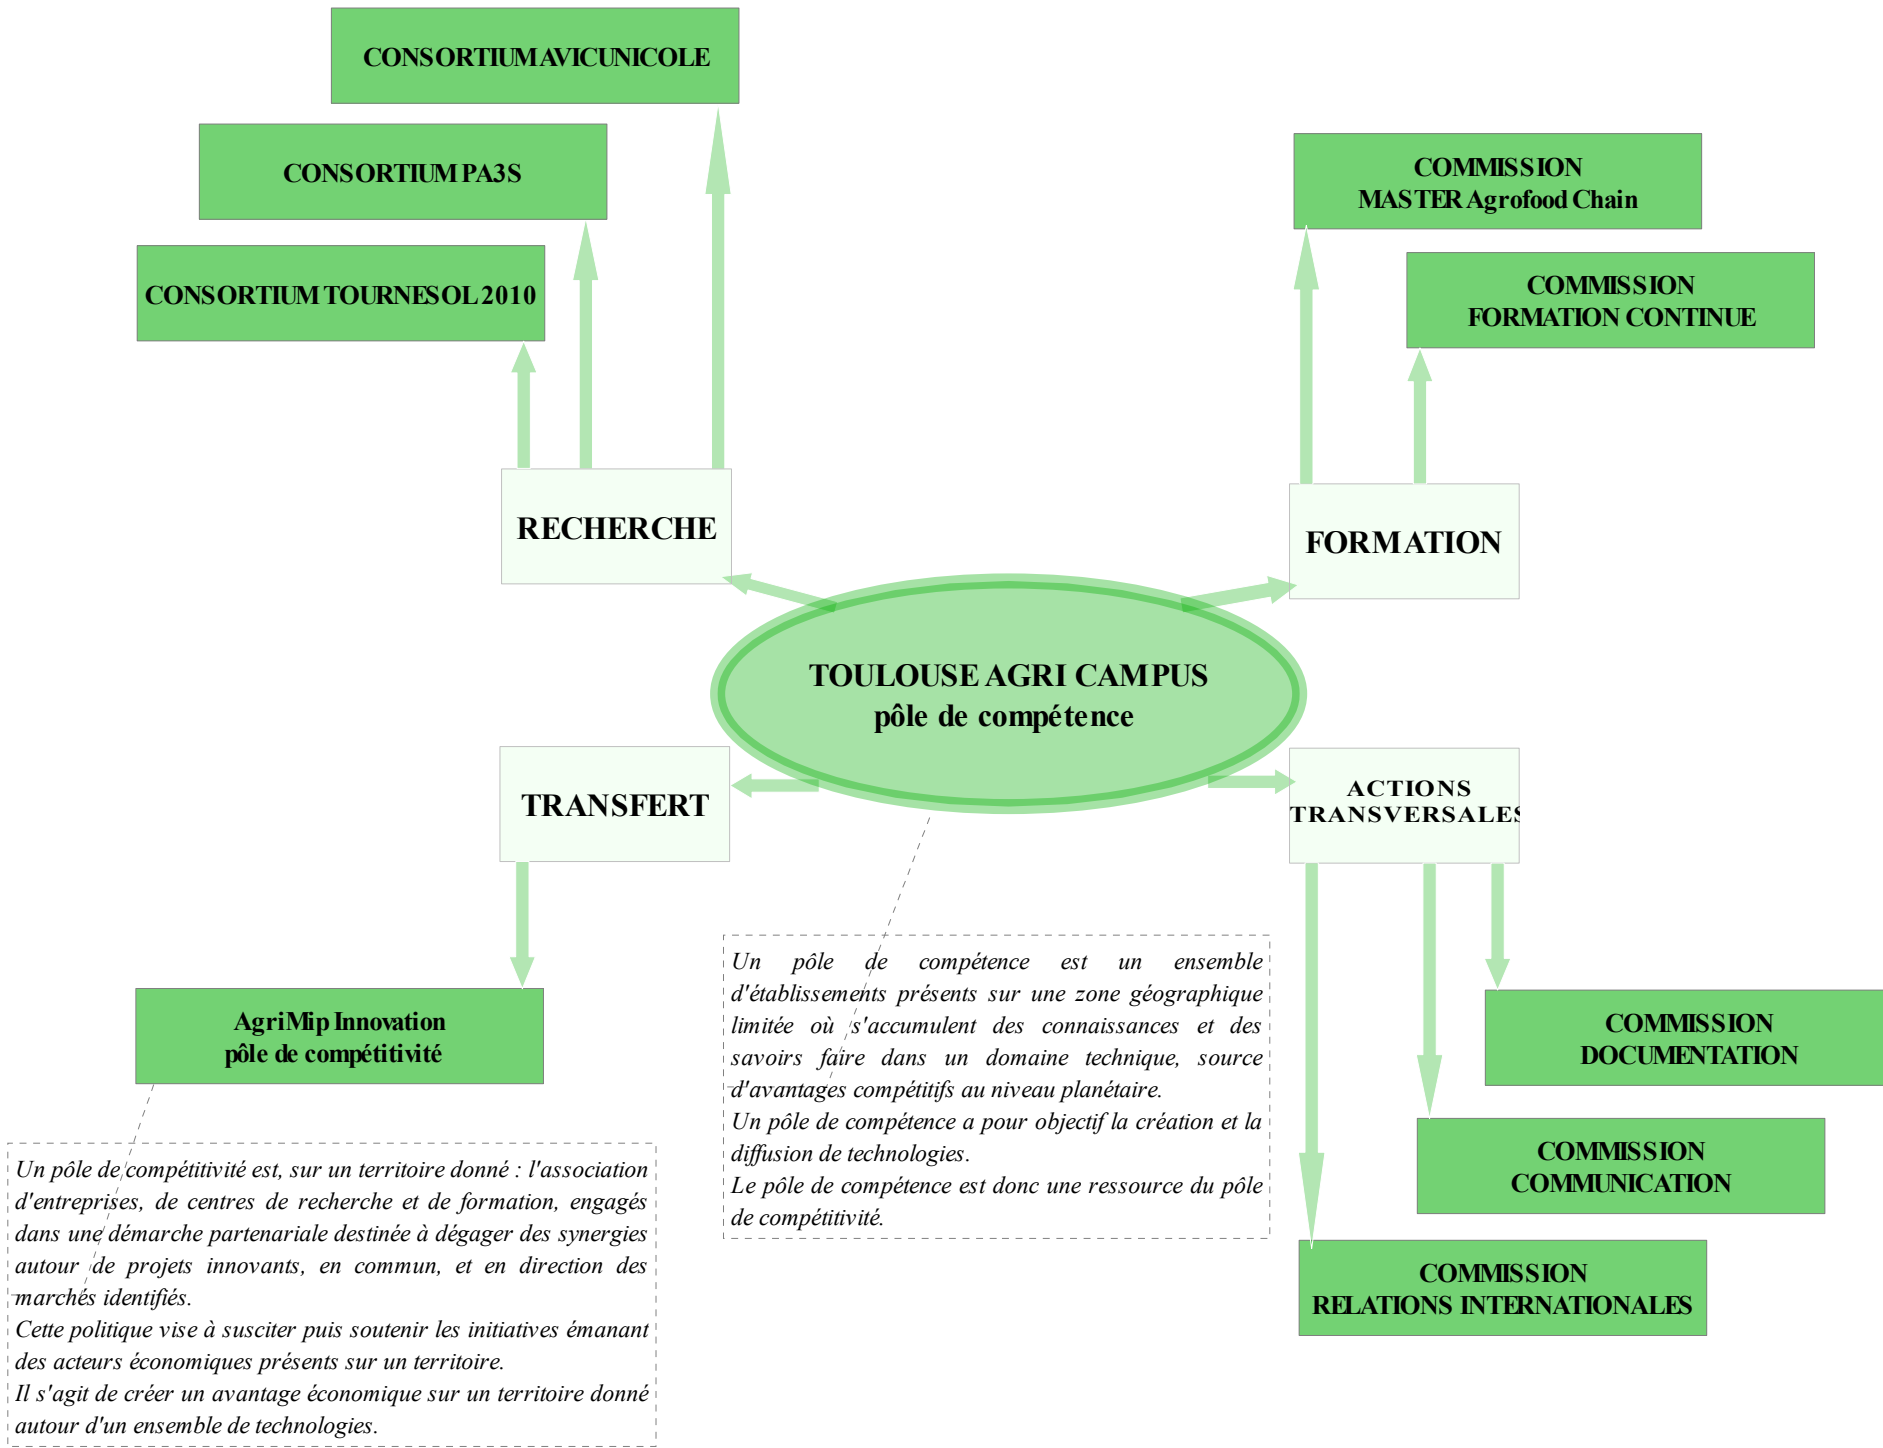 CONSORTIUM AVICUNICOLE
CONSORTIUM PA3S
CONSORTIUM TOURNESOL 2010
COMMISSION
MASTER Agrofood Chain
COMMISSION
FORMATION CONTINUE
RECHERCHE
FORMATION
TOULOUSE AGRI CAMPUS
pôle de compétence
TRANSFERT
ACTIONS
TRANSVERSALES
AgriMip Innovation
pôle de compétitivité
Un pôle de compétence est un ensemble
d'établissements présents sur une zone géographique
limitée où s'accumulent des connaissances et des
savoirs faire dans un domaine technique, source
d'avantages compétitifs au niveau planétaire.
Un pôle de compétence a pour objectif la création et la
diffusion de technologies.
Le pôle de compétence est donc une ressource du pôle
de compétitivité.
COMMISSION
DOCUMENTATION
COMMISSION
COMMUNICATION
COMMISSION
RELATIONS INTERNATIONALES
Un pôle de compétitivité est, sur un territoire donné : l'association
d'entreprises, de centres de recherche et de formation, engagés
dans une démarche partenariale destinée à dégager des synergies
autour de projets innovants, en commun, et en direction des
marchés identifiés.
Cette politique vise à susciter puis soutenir les initiatives émanant
des acteurs économiques présents sur un territoire.
Il s'agit de créer un avantage économique sur un territoire donné
autour d'un ensemble de technologies.